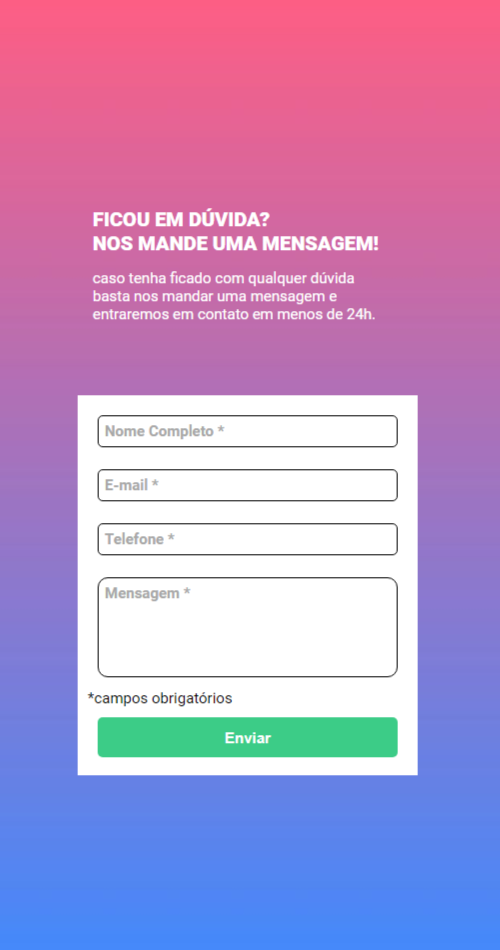 FICOU EM DÚVIDA?
NOS MANDE UMA MENSAGEM!
caso tenha ficado com qualquer dúvida
basta nos mandar uma mensagem e
entraremos em contato em menos de 24h.
Nome Completo *
E-mail *
Telefone *
Mensagem *
*campos obrigatórios
Enviar